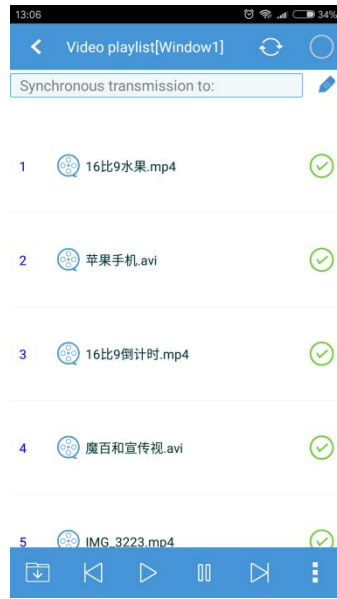 13:06 34%
Video playlist[Window1]
Synchronous transmission to:
1 16比9水果.mp4
2 苹果手机.avi
3 16比9倒计时.mp4
4 魔百和宣传视.avi
5 IMG_3223.mp4